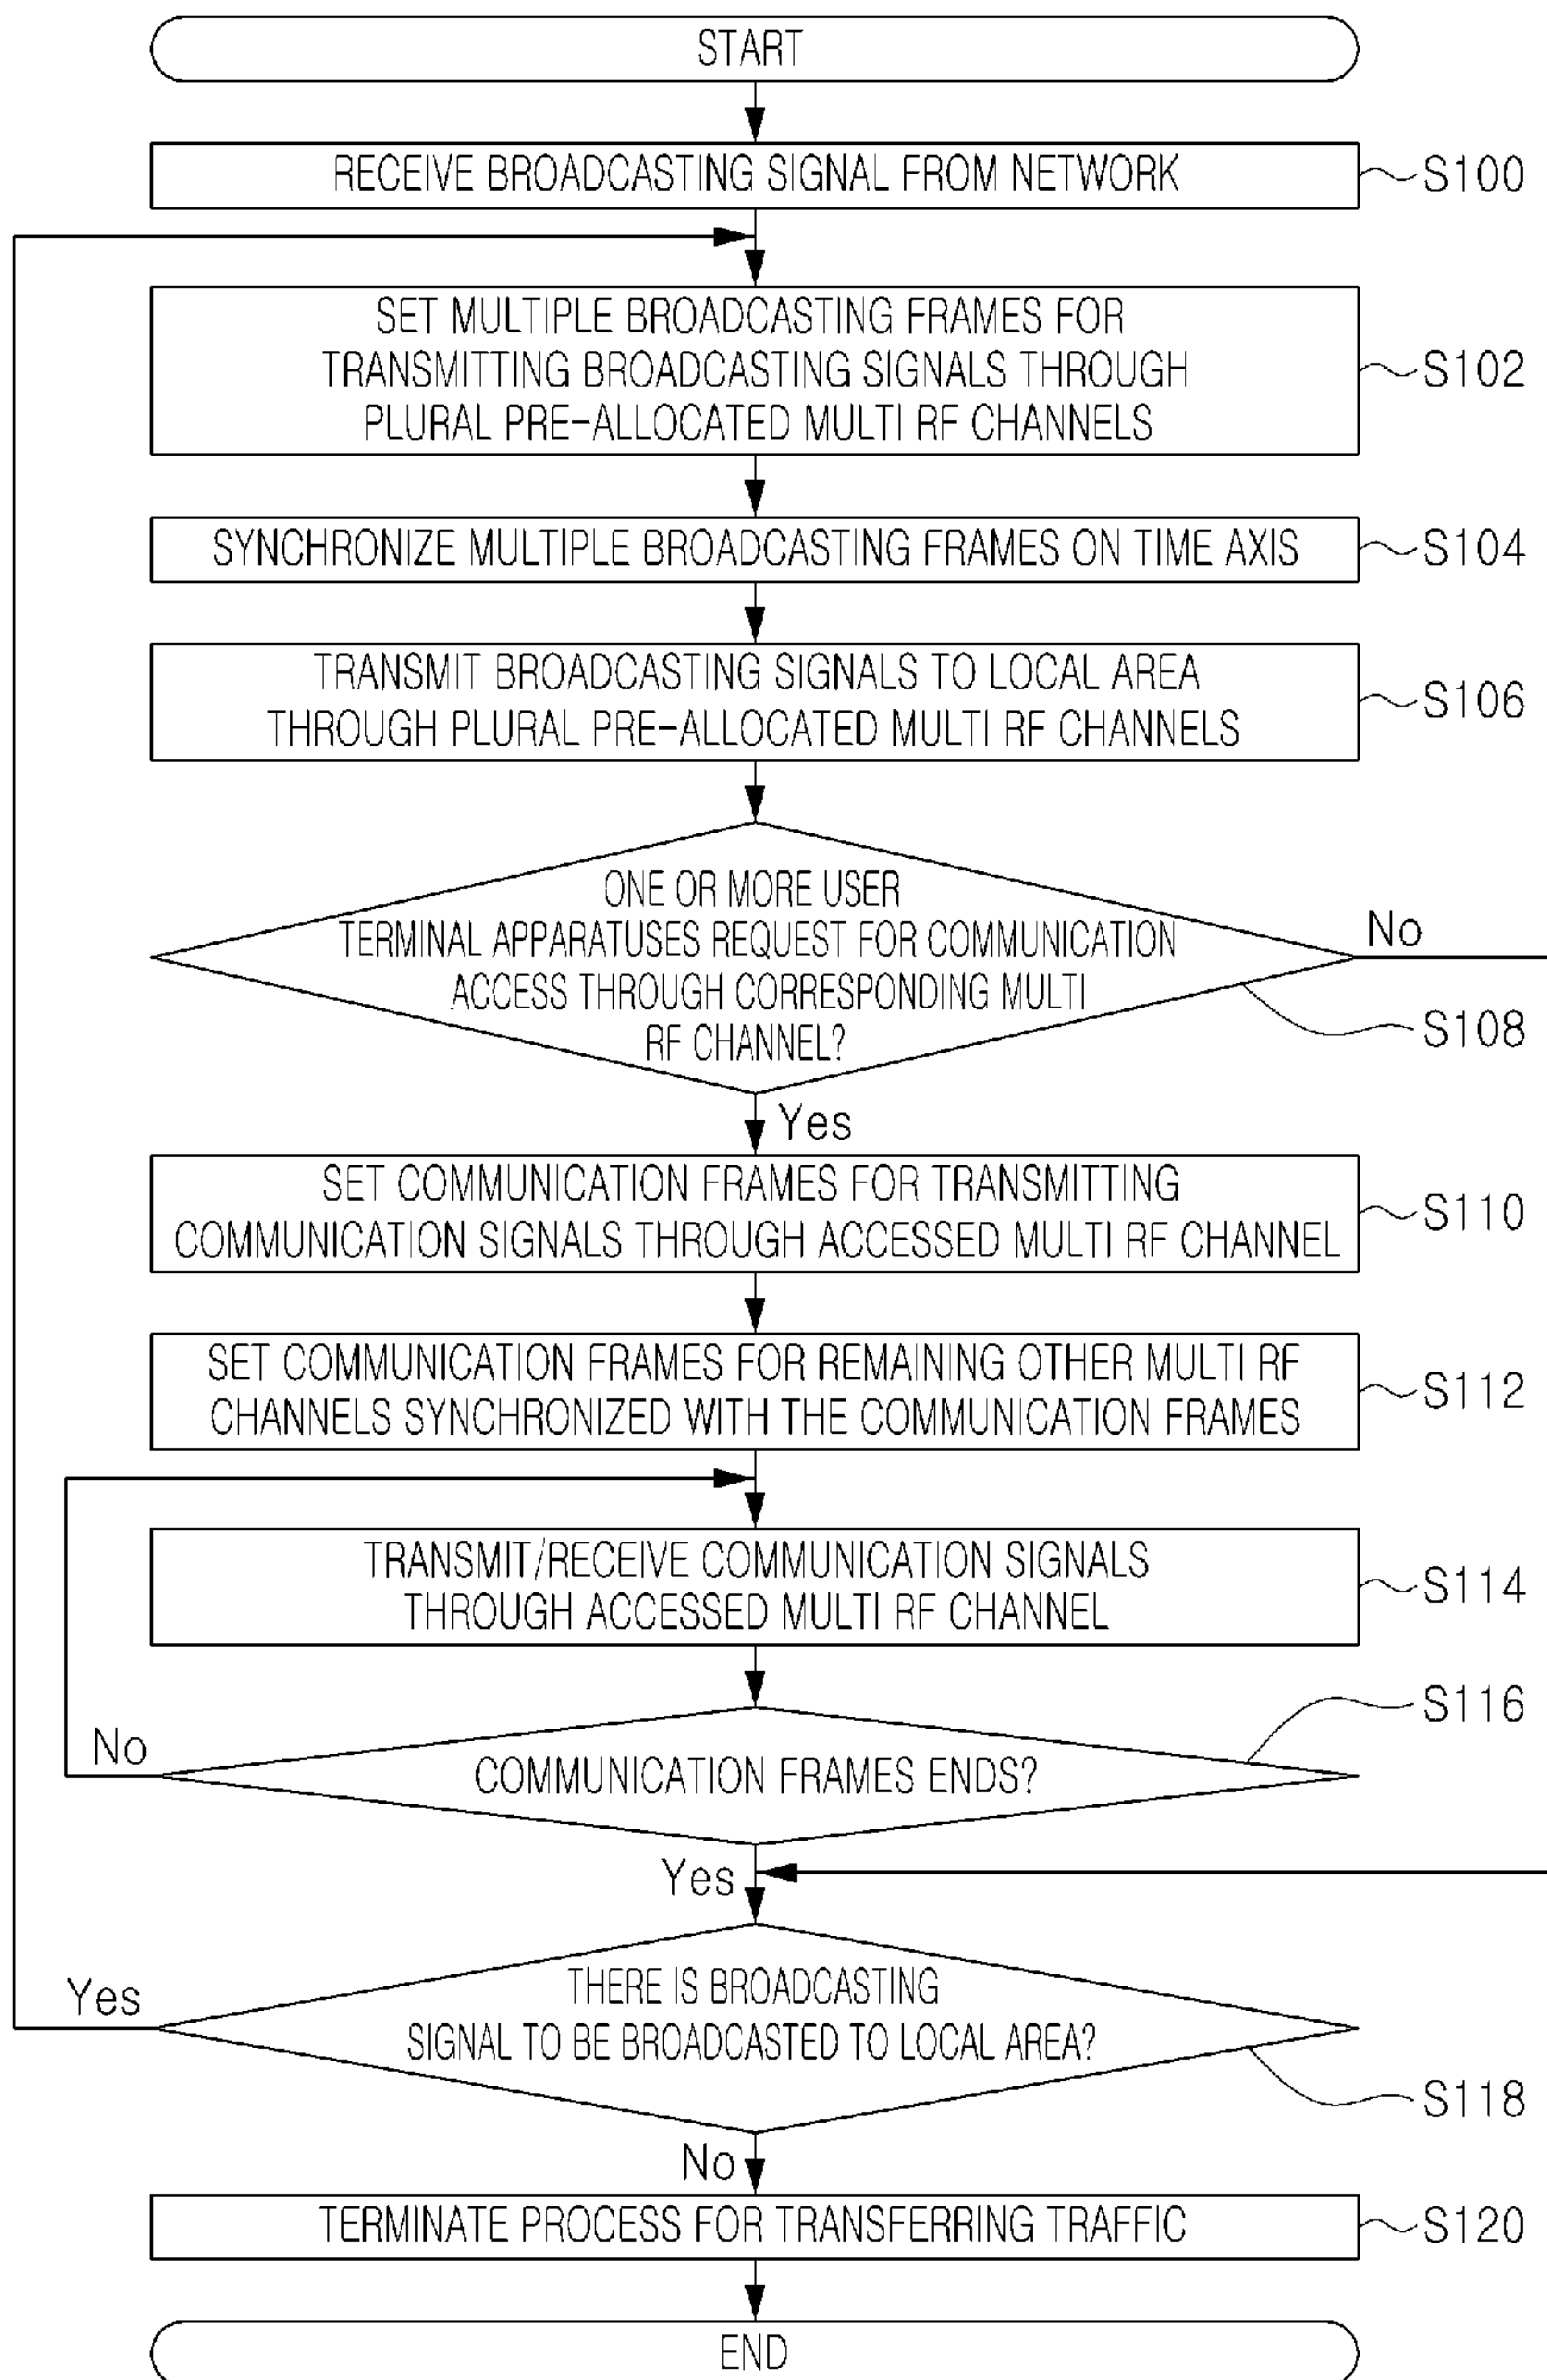 START
RECEIVE BROADCASTING SIGNAL FROM NETWORK
S100
SET MULTIPLE BROADCASTING FRAMES FOR
TRANSMITTING BROADCASTING SIGNALS THROUGH
PLURAL PRE-ALLOCATED MULTI RF CHANNELS
S102
SYNCHRONIZE MULTIPLE BROADCASTING FRAMES ON TIME AXIS
S104
TRANSMIT BROADCASTING SIGNALS TO LOCAL AREA
THROUGH PLURAL PRE-ALLOCATED MULTI RF CHANNELS
S106
ONE OR MORE USER
TERMINAL APPARATUSES REQUEST FOR COMMUNICATION
ACCESS THROUGH CORRESPONDING MULTI
RF CHANNEL?
No
S108
Yes
SET COMMUNICATION FRAMES FOR TRANSMITTING
COMMUNICATION SIGNALS THROUGH ACCESSED MULTI RF CHANNEL
S110
SET COMMUNICATION FRAMES FOR REMAINING OTHER MULTI RF
CHANNELS SYNCHRONIZED WITH THE COMMUNICATION FRAMES
S112
TRANSMIT/RECEIVE COMMUNICATION SIGNALS
THROUGH ACCESSED MULTI RF CHANNEL
S114
S116
No
COMMUNICATION FRAMES ENDS?
Yes
THERE IS BROADCASTING
SIGNAL TO BE BROADCASTED TO LOCAL AREA?
Yes
S118
No
TERMINATE PROCESS FOR TRANSFERRING TRAFFIC
S120
END